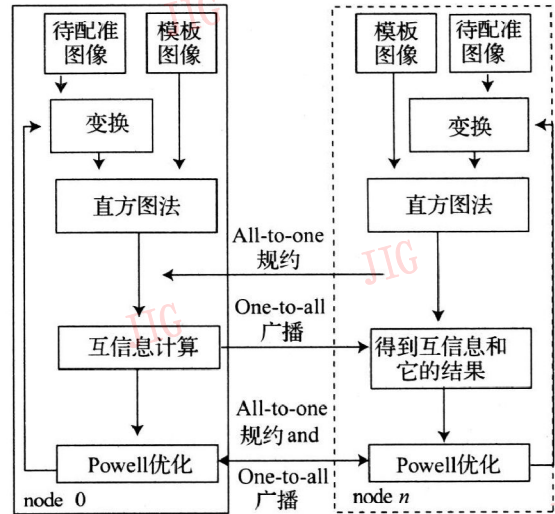 待配准
图像
模板
图像
变换
直方图法
互信息计算
Powell优化
node 0
All-to-one
规约
One-to-all
广播
All-to-one
规约 and
One-to-all
广播
模板
图像
待配准
图像
变换
直方图法
得到互信息和
它的结果
Powell优化
node n
JIG
JIG
JIG